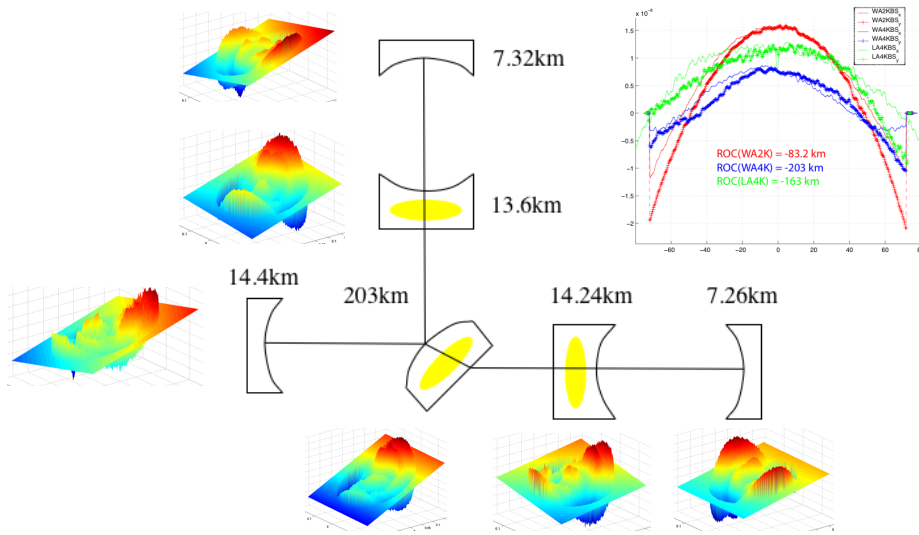 7.32km
13.6km
14.4km
203km
14.24km
7.26km
x 10⁻⁶
1.5
1
0.5
0
-0.5
-1
-1.5
-2
-60
-40
-20
0
20
40
60
WA2KBSₓ
WA2KBSᵧ
WA4KBSₓ
WA4KBSᵧ
LA4KBSₓ
LA4KBSᵧ
ROC(WA2K) = -83.2 km
ROC(WA4K) = -203 km
ROC(LA4K) = -163 km